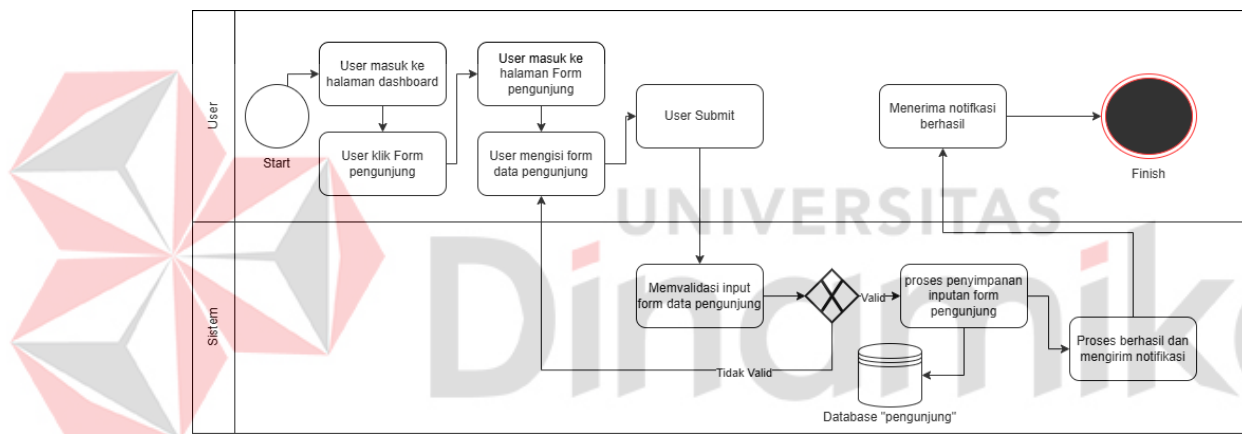 User
User masuk ke
halaman dashboard
User masuk ke
halaman Form
pengunjung
Start
User klik Form
pengunjung
User mengisi form
data pengunjung
User Submit
Menerima notifkasi
berhasil
Finish
UNIVERSITAS
Dinamika
Sistem
Memvalidasi input
form data pengunjung
Valid
Tidak Valid
proses penyimpanan
inputan form
pengunjung
Database "pengunjung"
Proses berhasil dan
mengirim notifikasi